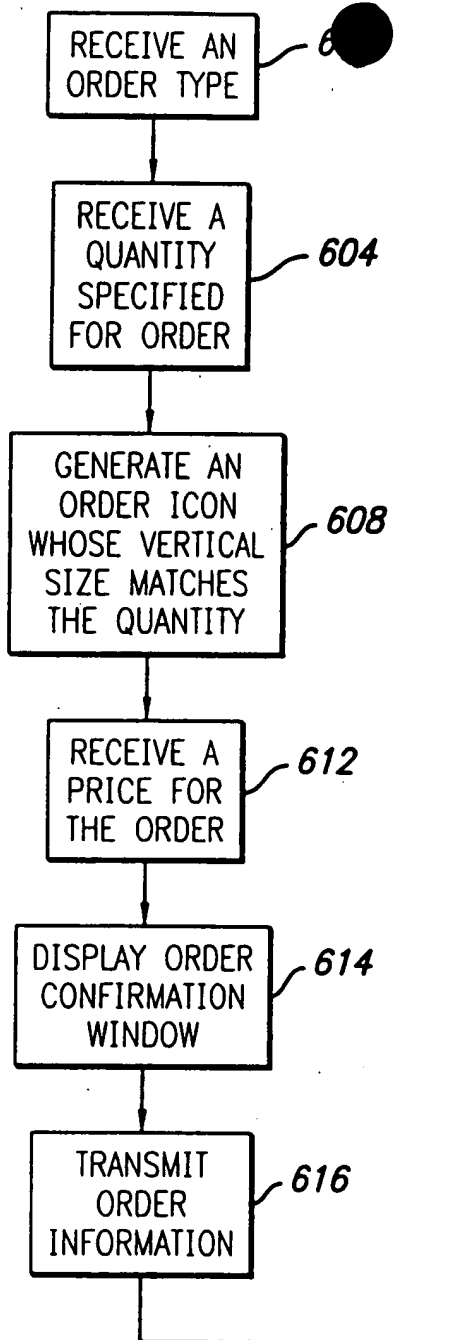 RECEIVE AN
ORDER TYPE
RECEIVE A
QUANTITY
SPECIFIED
FOR ORDER
604
GENERATE AN
ORDER ICON
WHOSE VERTICAL
SIZE MATCHES
THE QUANTITY
608
RECEIVE A
PRICE FOR
THE ORDER
612
DISPLAY ORDER
CONFIRMATION
WINDOW
614
TRANSMIT
ORDER
INFORMATION
616